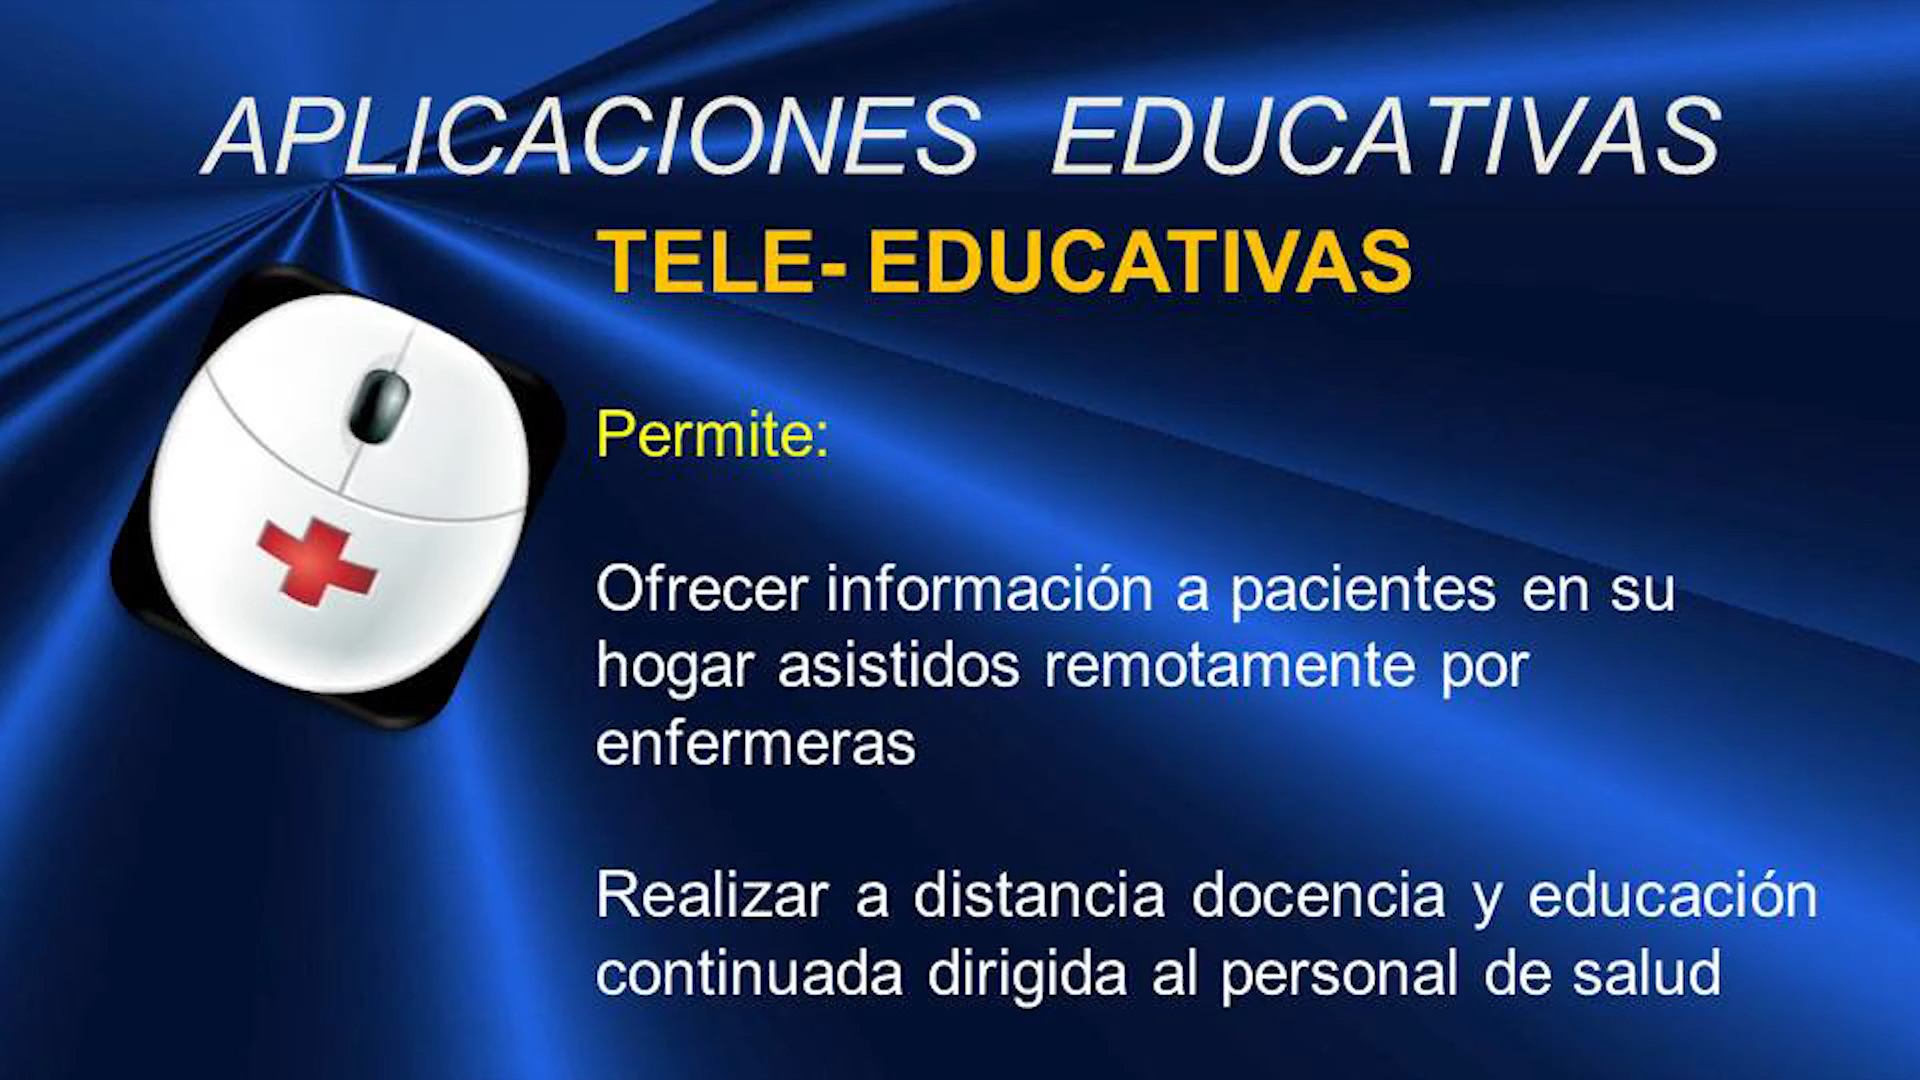 APLICACIONES EDUCATIVAS
TELE- EDUCATIVAS
Permite:
Ofrecer información a pacientes en su
hogar asistidos remotamente por
enfermeras
Realizar a distancia docencia y educación
continuada dirigida al personal de salud